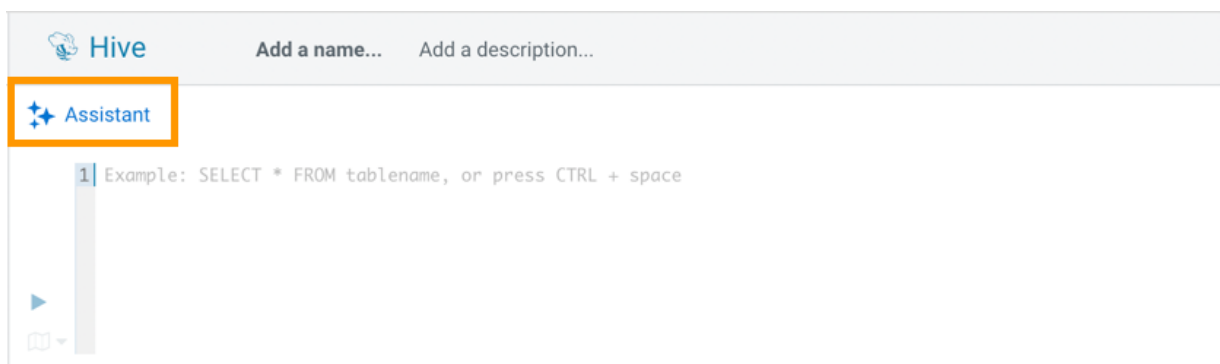 Hive Add a name... Add a description...
Assistant
1 Example: SELECT * FROM tablename, or press CTRL + space